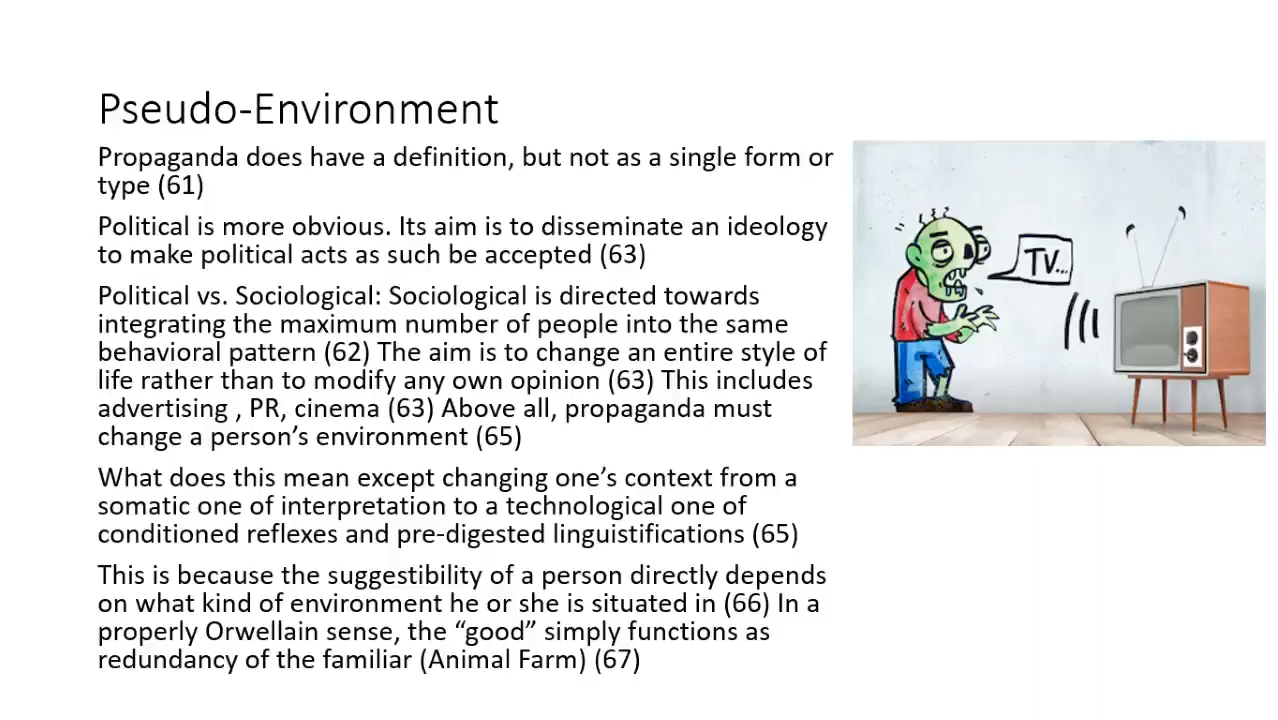 Pseudo-Environment
Propaganda does have a definition, but not as a single form or
type (61)
Political is more obvious. Its aim is to disseminate an ideology
to make political acts as such be accepted (63)
Political vs. Sociological: Sociological is directed towards
integrating the maximum number of people into the same
behavioral pattern (62) The aim is to change an entire style of
life rather than to modify any own opinion (63) This includes
advertising , PR, cinema (63) Above all, propaganda must
change a person’s environment (65)
What does this mean except changing one’s context from a
somatic one of interpretation to a technological one of
conditioned reflexes and pre-digested linguistifications (65)
This is because the suggestibility of a person directly depends
on what kind of environment he or she is situated in (66) In a
properly Orwellain sense, the “good” simply functions as
redundancy of the familiar (Animal Farm) (67)
TV...